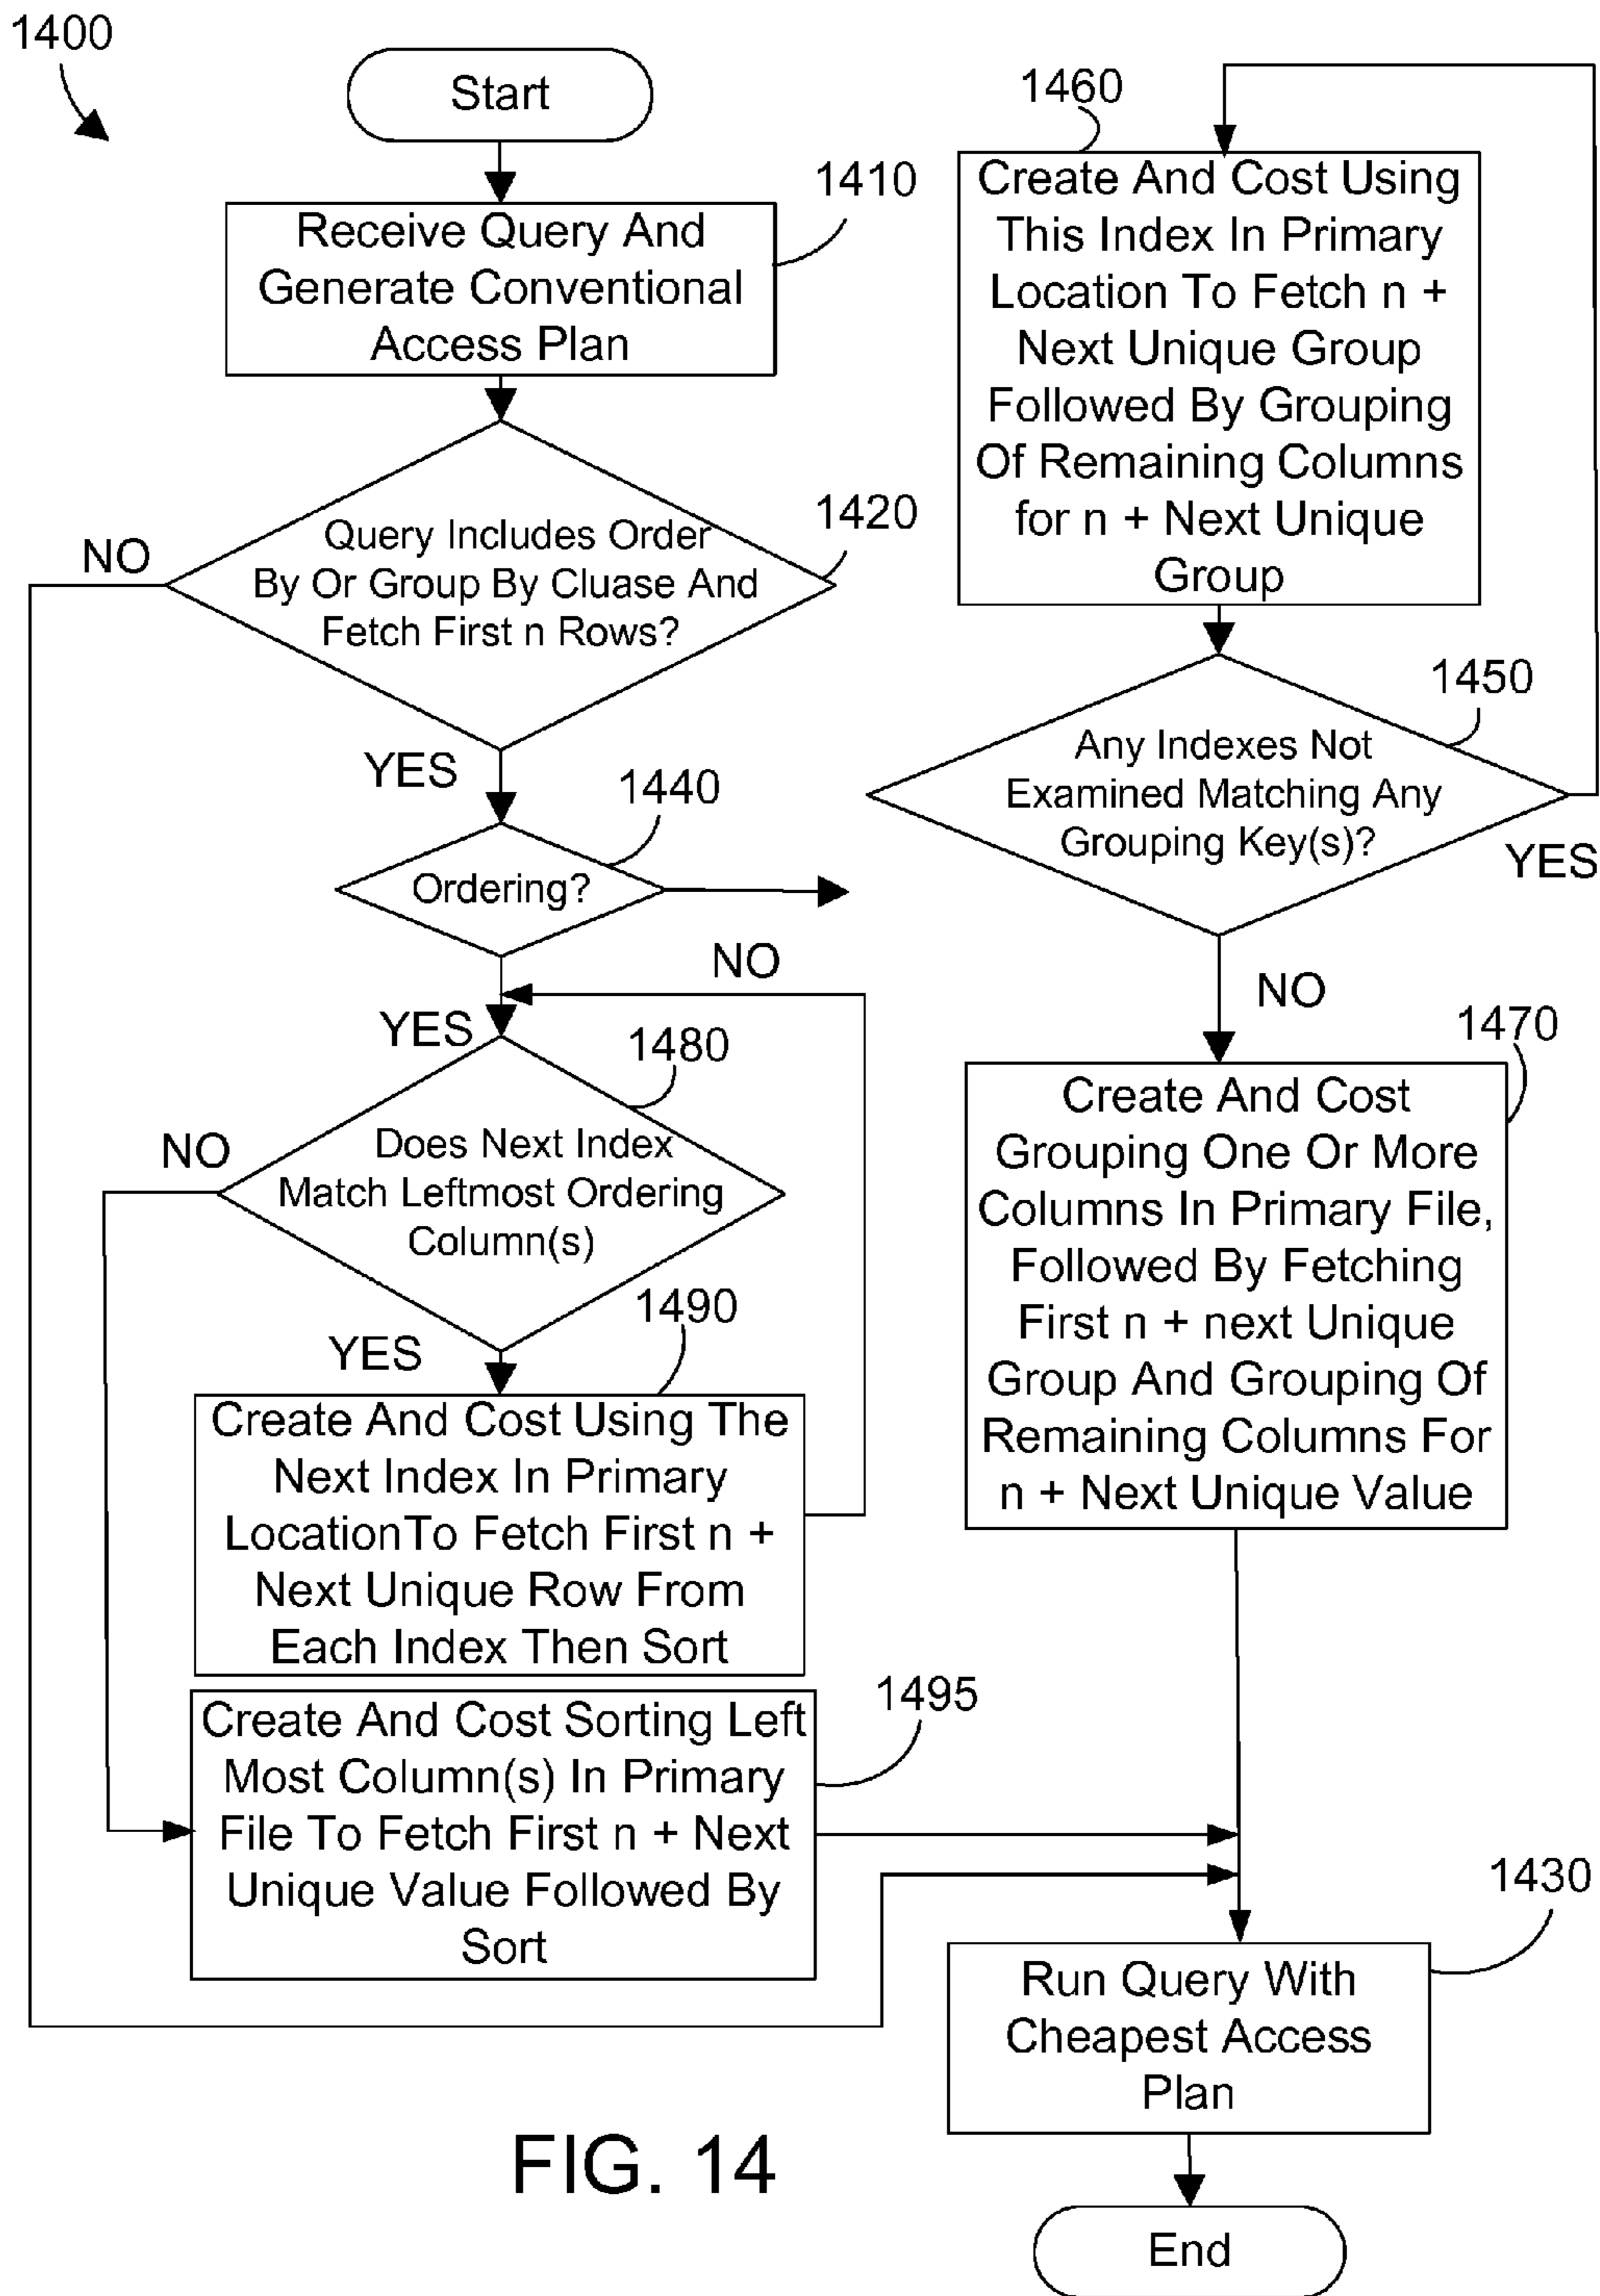 1400
Start
1410
Receive Query And
Generate Conventional
Access Plan
1420
Query Includes Order
By Or Group By Cluase And
Fetch First n Rows?
NO
YES
1440
Ordering?
NO
YES
1480
Does Next Index
Match Leftmost Ordering
Column(s)
NO
YES
1490
Create And Cost Using The
Next Index In Primary
LocationTo Fetch First n +
Next Unique Row From
Each Index Then Sort
1495
Create And Cost Sorting Left
Most Column(s) In Primary
File To Fetch First n + Next
Unique Value Followed By
Sort
1460
Create And Cost Using
This Index In Primary
Location To Fetch n +
Next Unique Group
Followed By Grouping
Of Remaining Columns
for n + Next Unique
Group
1450
Any Indexes Not
Examined Matching Any
Grouping Key(s)?
YES
NO
1470
Create And Cost
Grouping One Or More
Columns In Primary File,
Followed By Fetching
First n + next Unique
Group And Grouping Of
Remaining Columns For
n + Next Unique Value
1430
Run Query With
Cheapest Access
Plan
End
FIG. 14